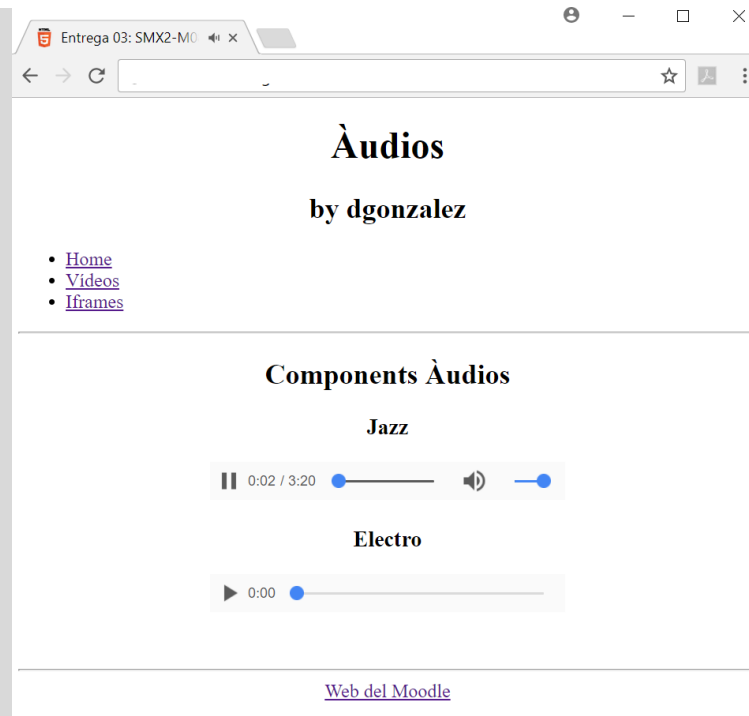 Entrega 03: SMX2-M0
Àudios
by dgonzalez
Home
Vídeos
Iframes
Components Àudios
Jazz
0:02 / 3:20
Electro
0:00
Web del Moodle